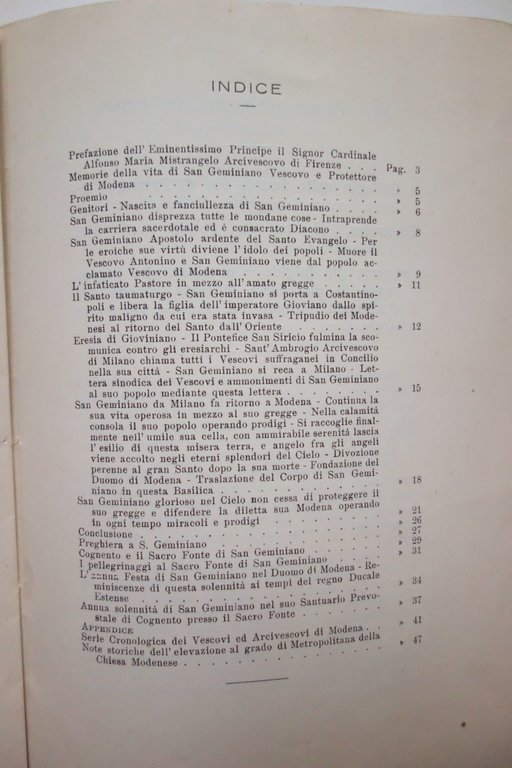 INDICE
Prefazione dell' Eminentissimo Principe il Signor Cardinale
Alfonso Maria Mistrangelo Arcivescovo di Firenze . . . Pag. 3
Memorie della vita di San Geminiano Vescovo e Protettore
di Modena . . . . . . . . . . . . » 5
Proemio . . . . . . . . . . . . » 5
Genitori - Nascita e fanciullezza di San Geminiano . . . . » 6
San Geminiano disprezza tutte le mondane cose - Intraprende
la carriera sacerdotale ed è consacrato Diacono . . . . » 8
San Geminiano Apostolo ardente del Santo Evangelo - Per
le eroiche sue virtù diviene l'idolo dei popoli - Muore il
Vescovo Antonino e San Geminiano viene dal popolo ac-
clamato Vescovo di Modena . . . . . . . . » 9
L'infaticato Pastore in mezzo all'amato gregge . . . . . » 11
Il Santo taumaturgo - San Geminiano si porta a Costantino-
poli e libera la figlia dell'imperatore Gioviano dallo spi-
rito maligno da cui era stata invasa - Tripudio dei Mode-
nesi al ritorno del Santo dall'Oriente . . . . . . » 12
Eresia di Gioviniano - Il Pontefice San Siricio fulmina la sco-
munica contro gli eresiarchi - Sant'Ambrogio Arcivescovo
di Milano chiama tutti i Vescovi suffraganei in Concilio
nella sua città - San Geminiano si reca a Milano - Let-
tera sinodica dei Vescovi e ammonimenti di San Geminiano
al suo popolo mediante questa lettera . . . . . . » 15
San Geminiano da Milano fa ritorno a Modena - Continua la
sua vita operosa in mezzo al suo gregge - Nella calamità
consola il suo popolo operando prodigi - Si raccoglie final-
mente nell'umile sua cella, con ammirabile serenità lascia
l'esilio di questa misera terra, e angelo fra gli angeli
viene accolto negli eterni splendori del Cielo - Divozione
perenne al gran Santo dopo la sua morte - Fondazione del
Duomo di Modena - Traslazione del Corpo di San Gemi-
niano in questa Basilica . . . . . . . . » 18
San Geminiano glorioso nel Cielo non cessa di proteggere il
suo gregge e difendere la diletta sua Modena operando
in ogni tempo miracoli e prodigi . . . . . . » 21
Conclusione . . . . . . . . . . . . » 26
Preghiera a S. Geminiano . . . . . . . . » 27
Cognento e il Sacro Fonte di San Geminiano . . . . . » 29
I pellegrinaggi al Sacro Fonte di San Geminiano . . . . » 31
L'annua Festa di San Geminiano nel Duomo di Modena - Re-
miniscenze di questa solennità ai tempi del regno Ducale
Estense . . . . . . . . . . . . » 34
Annua solennità di San Geminiano nel suo Santuario Prevo-
stale di Cognento presso il Sacro Fonte . . . . . » 37
APPENDICE
Serie Cronologica dei Vescovi ed Arcivescovi di Modena . . » 41
Note storiche dell'elevazione al grado di Metropolitana della
Chiesa Modenese . . . . . . . . . . » 47